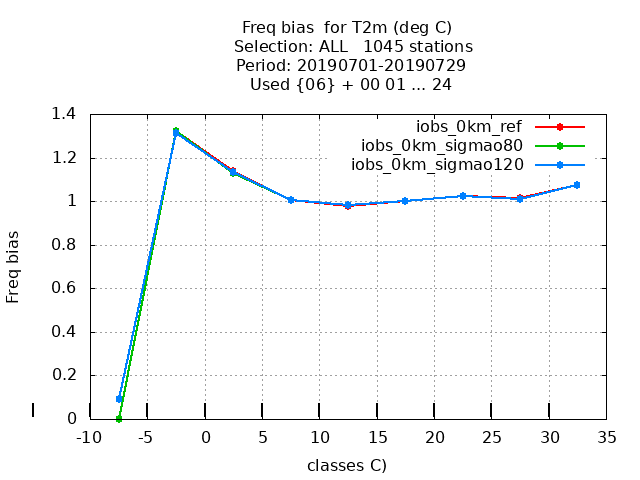 Freq bias  for T2m (deg C)
Selection: ALL   1045 stations
Period: 20190701-20190729
Used {06} + 00 01 ... 24
iobs_0km_ref
iobs_0km_sigmao80
iobs_0km_sigmao120
1.4
1.2
1
0.8
0.6
0.4
0.2
0
Freq bias
-10 -5 0 5 10 15 20 25 30 35
classes C)